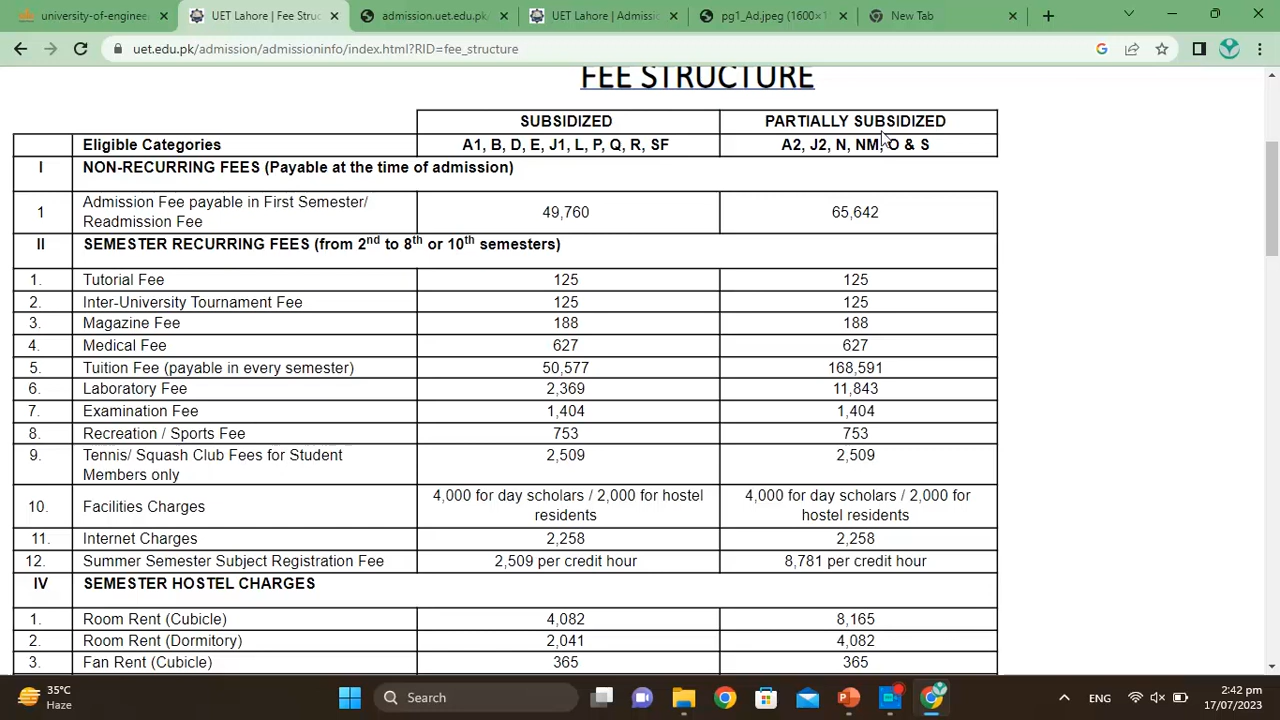 university-of-engineer
UET Lahore | Fee Struc
admission.uet.edu.pk/
UET Lahore | Admissio
pg1_Ad.jpeg (1600×1
New Tab
uet.edu.pk/admission/admissioninfo/index.html?RID=fee_structure
FEE STRUCTURE
SUBSIDIZED PARTIALLY SUBSIDIZED
Eligible Categories A1, B, D, E, J1, L, P, Q, R, SF A2, J2, N, NM, O & S
I NON-RECURRING FEES (Payable at the time of admission)
1 Admission Fee payable in First Semester/
Readmission Fee 49,760 65,642
II SEMESTER RECURRING FEES (from 2nd to 8th or 10th semesters)
1. Tutorial Fee 125 125
2. Inter-University Tournament Fee 125 125
3. Magazine Fee 188 188
4. Medical Fee 627 627
5. Tuition Fee (payable in every semester) 50,577 168,591
6. Laboratory Fee 2,369 11,843
7. Examination Fee 1,404 1,404
8. Recreation / Sports Fee 753 753
9. Tennis/ Squash Club Fees for Student 2,509 2,509
Members only
10. Facilities Charges 4,000 for day scholars / 2,000 for hostel 4,000 for day scholars / 2,000 for
residents hostel residents
11. Internet Charges 2,258 2,258
12. Summer Semester Subject Registration Fee 2,509 per credit hour 8,781 per credit hour
IV SEMESTER HOSTEL CHARGES
1. Room Rent (Cubicle) 4,082 8,165
2. Room Rent (Dormitory) 2,041 4,082
3. Fan Rent (Cubicle) 365 365
35°C
Haze
Search
ENG
2:42 pm
17/07/2023